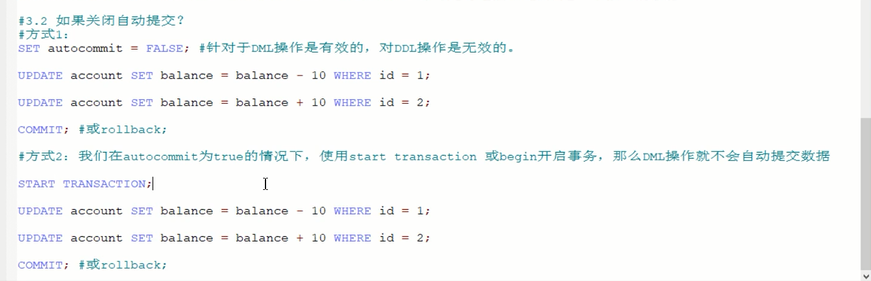 #3.2 如果关闭自动提交?
#方式1:
SET autocommit = FALSE; #针对于DML操作是有效的，对DDL操作是无效的。
UPDATE account SET balance = balance - 10 WHERE id = 1;
UPDATE account SET balance = balance + 10 WHERE id = 2;
COMMIT; #或rollback;
#方式2: 我们在autocommit为true的情况下，使用start transaction 或begin开启事务，那么DML操作就不会自动提交数据
START TRANSACTION;
UPDATE account SET balance = balance - 10 WHERE id = 1;
UPDATE account SET balance = balance + 10 WHERE id = 2;
COMMIT; #或rollback;